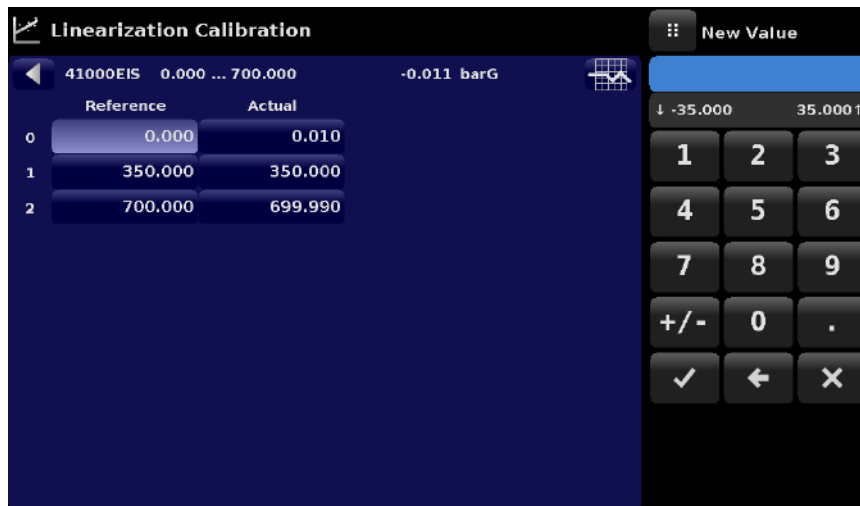 Linearization Calibration
41000EIS 0.000 ... 700.000 -0.011 barG
Reference Actual
0 0.000 0.010
1 350.000 350.000
2 700.000 699.990
New Value
↓ -35.000 35.000↑
1 2 3
4 5 6
7 8 9
+/- 0 .